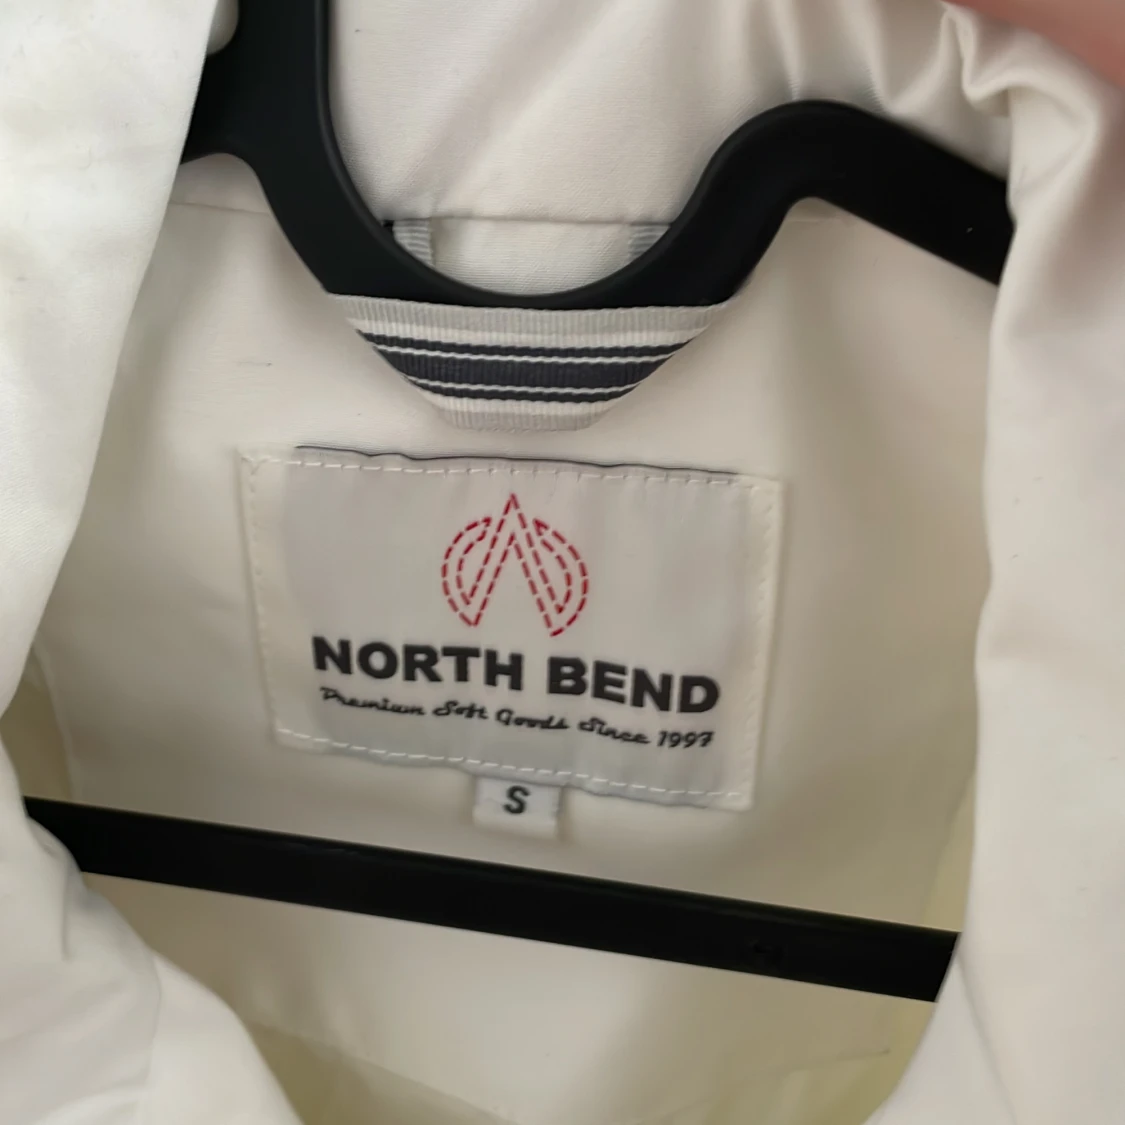 NORTH BEND
Premium Soft Goods Since 1997
S